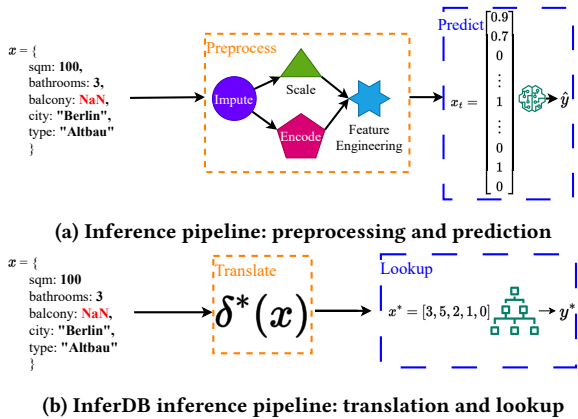 x = {
sqm: 100,
bathrooms: 3,
balcony: NaN,
city: "Berlin",
type: "Altbau"
}
Preprocess
Impute
Scale
Encode
Feature
Engineering
Predict
x_t =
0.9
0.7
0
⋮
1
⋮
0
1
0
ŷ
(a) Inference pipeline: preprocessing and prediction
x = {
sqm: 100
bathrooms: 3
balcony: NaN,
city: "Berlin",
type: "Altbau"
}
Translate
δ*(x)
Lookup
x* = [3, 5, 2, 1, 0]
y*
(b) InferDB inference pipeline: translation and lookup